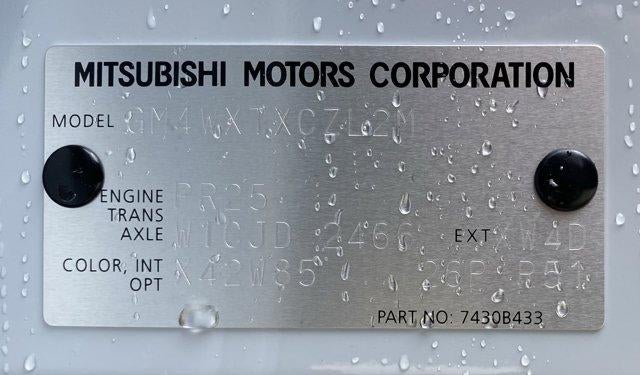 MITSUBISHI MOTORS CORPORATION
MODEL GM4WXTXCZL2M
ENGINE PR25
TRANS
AXLE W1CJD 2466 EXT XW4D
COLOR, INT X42W85 26P P51
OPT
PART NO: 7430B433